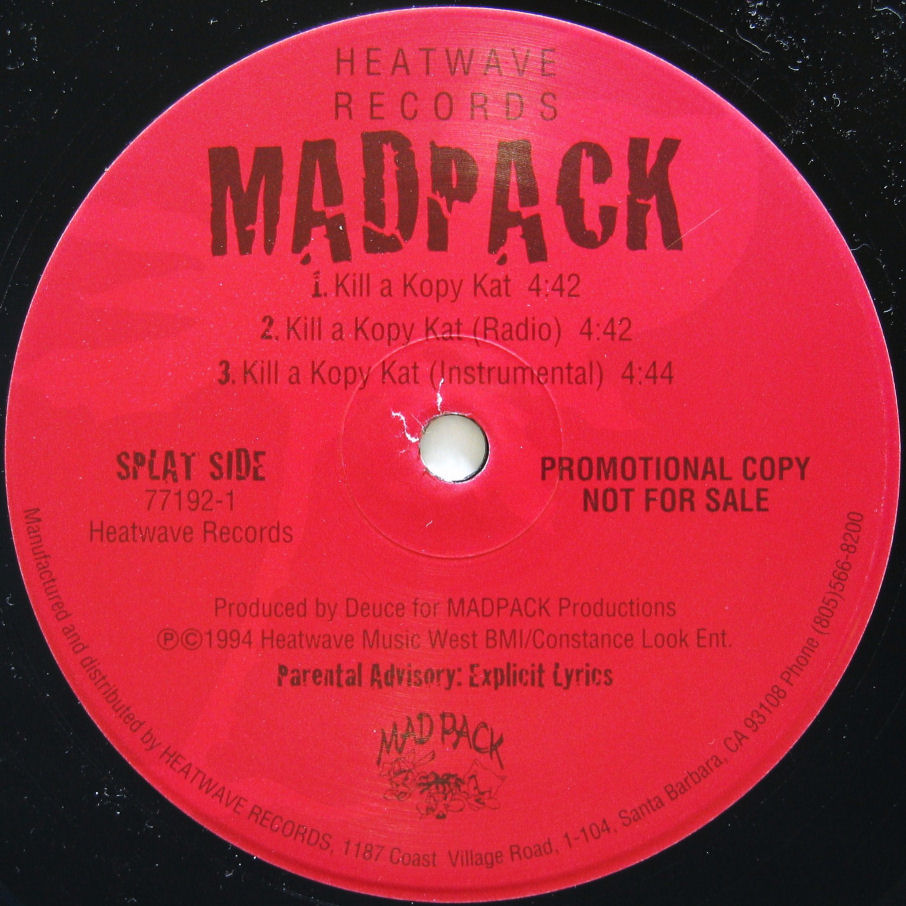 HEATWAVE
RECORDS
MADPACK
1. Kill a Kopy Kat 4:42
2. Kill a Kopy Kat (Radio) 4:42
3. Kill a Kopy Kat (Instrumental) 4:44
SPLAT SIDE
77192-1
Heatwave Records
PROMOTIONAL COPY
NOT FOR SALE
Produced by Deuce for MADPACK Productions
℗©1994 Heatwave Music West BMI/Constance Look Ent.
Parental Advisory: Explicit Lyrics
MAD PACK
Manufactured and distributed by HEATWAVE RECORDS, 1187 Coast Village Road, 1-104, Santa Barbara, CA 93108 Phone (805)566-8200